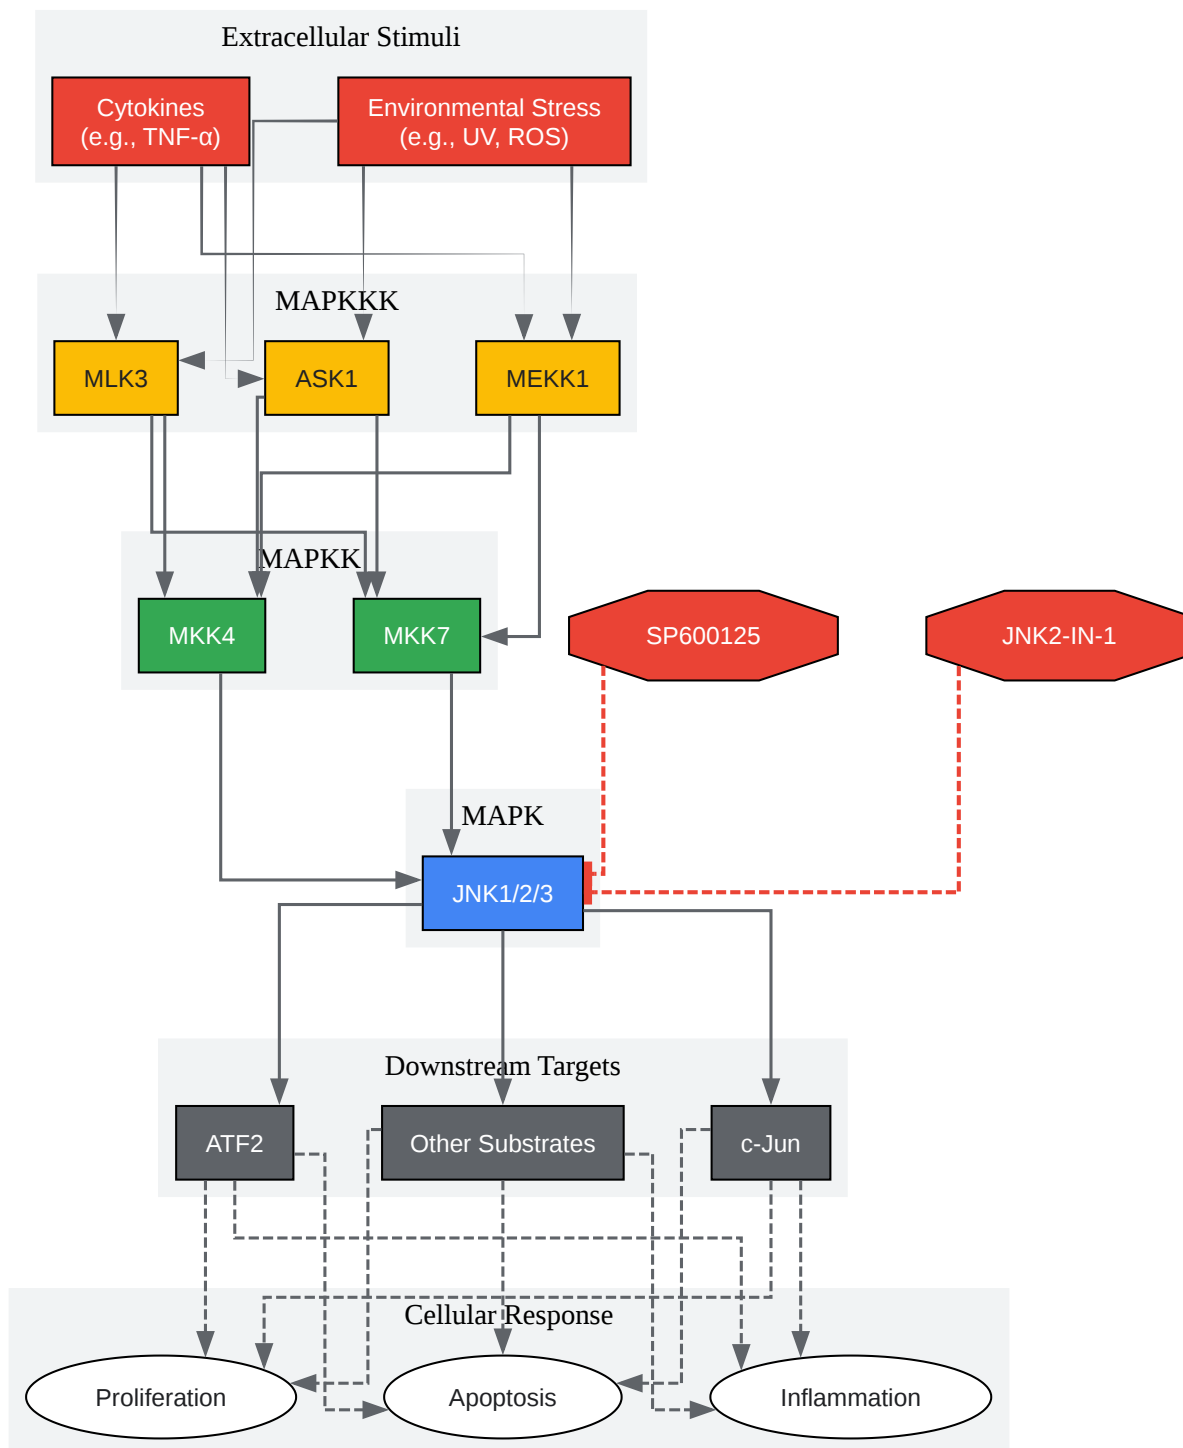 Extracellular Stimuli
Cytokines
(e.g., TNF-α)
Environmental Stress
(e.g., UV, ROS)
MAPKKK
MLK3
ASK1
MEKK1
MAPKK
MKK4
MKK7
SP600125
JNK2-IN-1
MAPK
JNK1/2/3
Downstream Targets
ATF2
Other Substrates
c-Jun
Cellular Response
Proliferation
Apoptosis
Inflammation